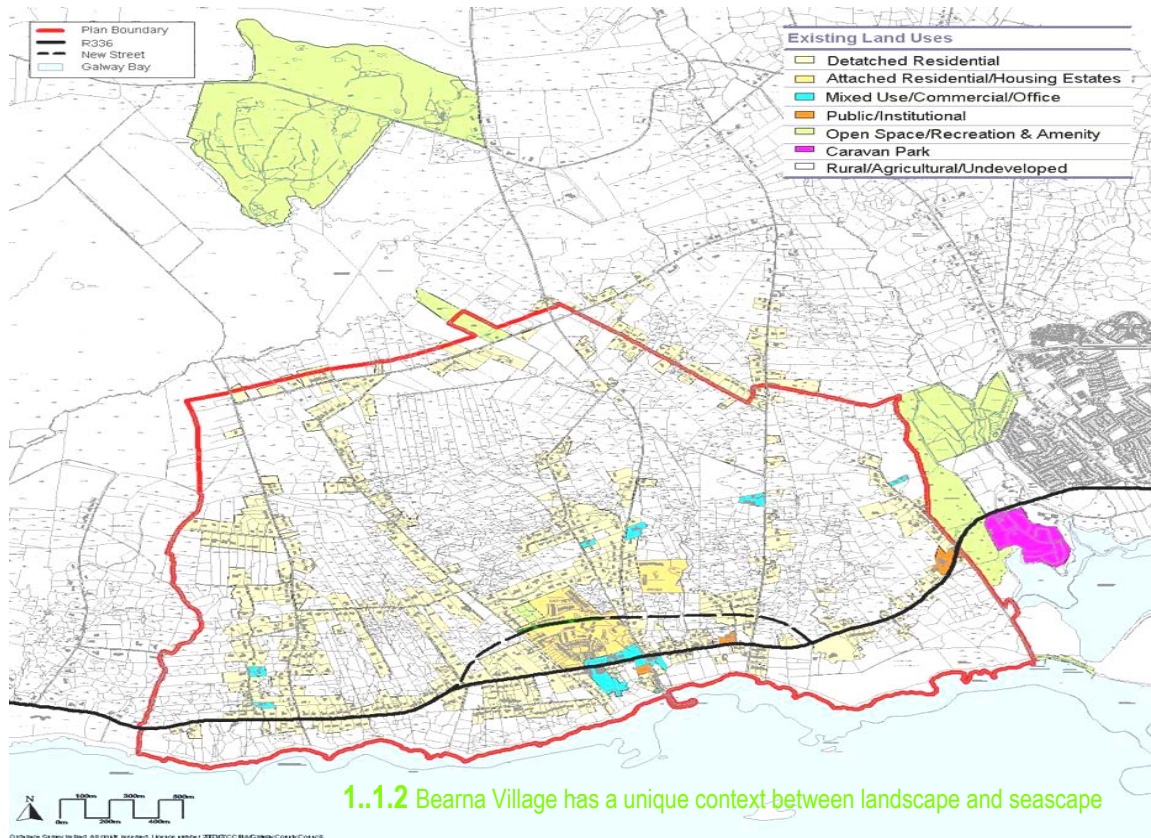 Plan Boundary
R336
New Street
Galway Bay
Existing Land Uses
Detatched Residential
Attached Residential/Housing Estates
Mixed Use/Commercial/Office
Public/Institutional
Open Space/Recreation & Amenity
Caravan Park
Rural/Agricultural/Undeveloped
N
100m 300m 500m
0m 200m 400m
1..1.2 Bearna Village has a unique context between landscape and seascape